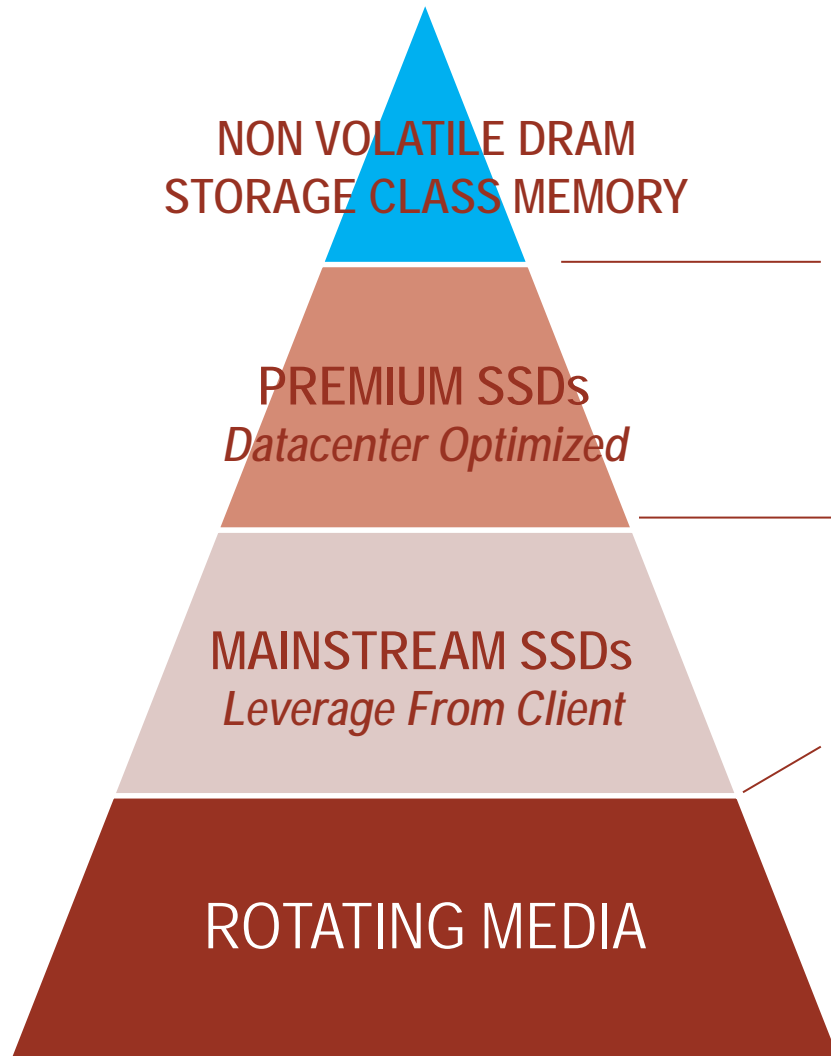 NON VOLATILE DRAM
STORAGE CLASS MEMORY
PREMIUM SSDs
Datacenter Optimized
MAINSTREAM SSDs
Leverage From Client
ROTATING MEDIA